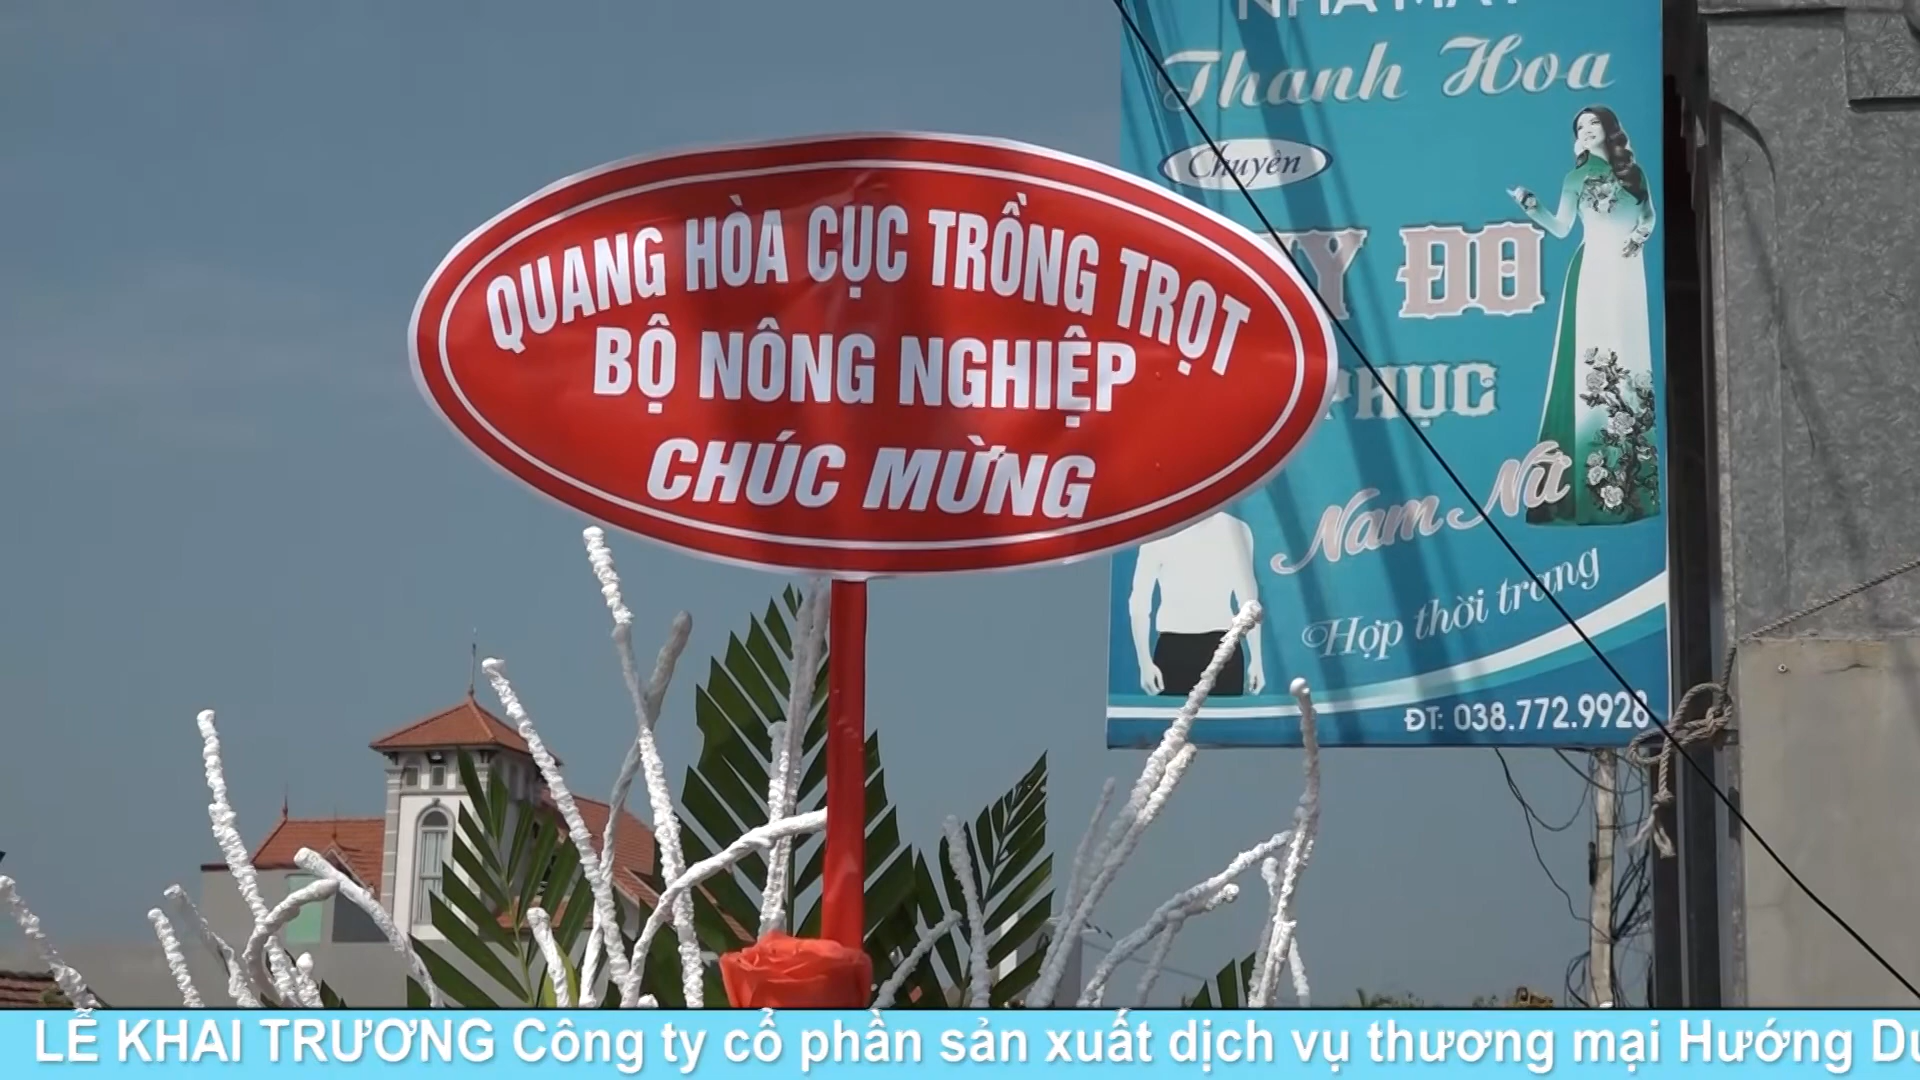 Thanh Hoa
Chuyên
QUANG HÒA CỤC TRỒNG TRỌT
BỘ NÔNG NGHIỆP
CHÚC MỪNG
ĐO
PHỤC
Nam Nữ
Hợp thời trang
ĐT: 038.772.9928
LỄ KHAI TRƯƠNG Công ty cổ phần sản xuất dịch vụ thương mại Hướng